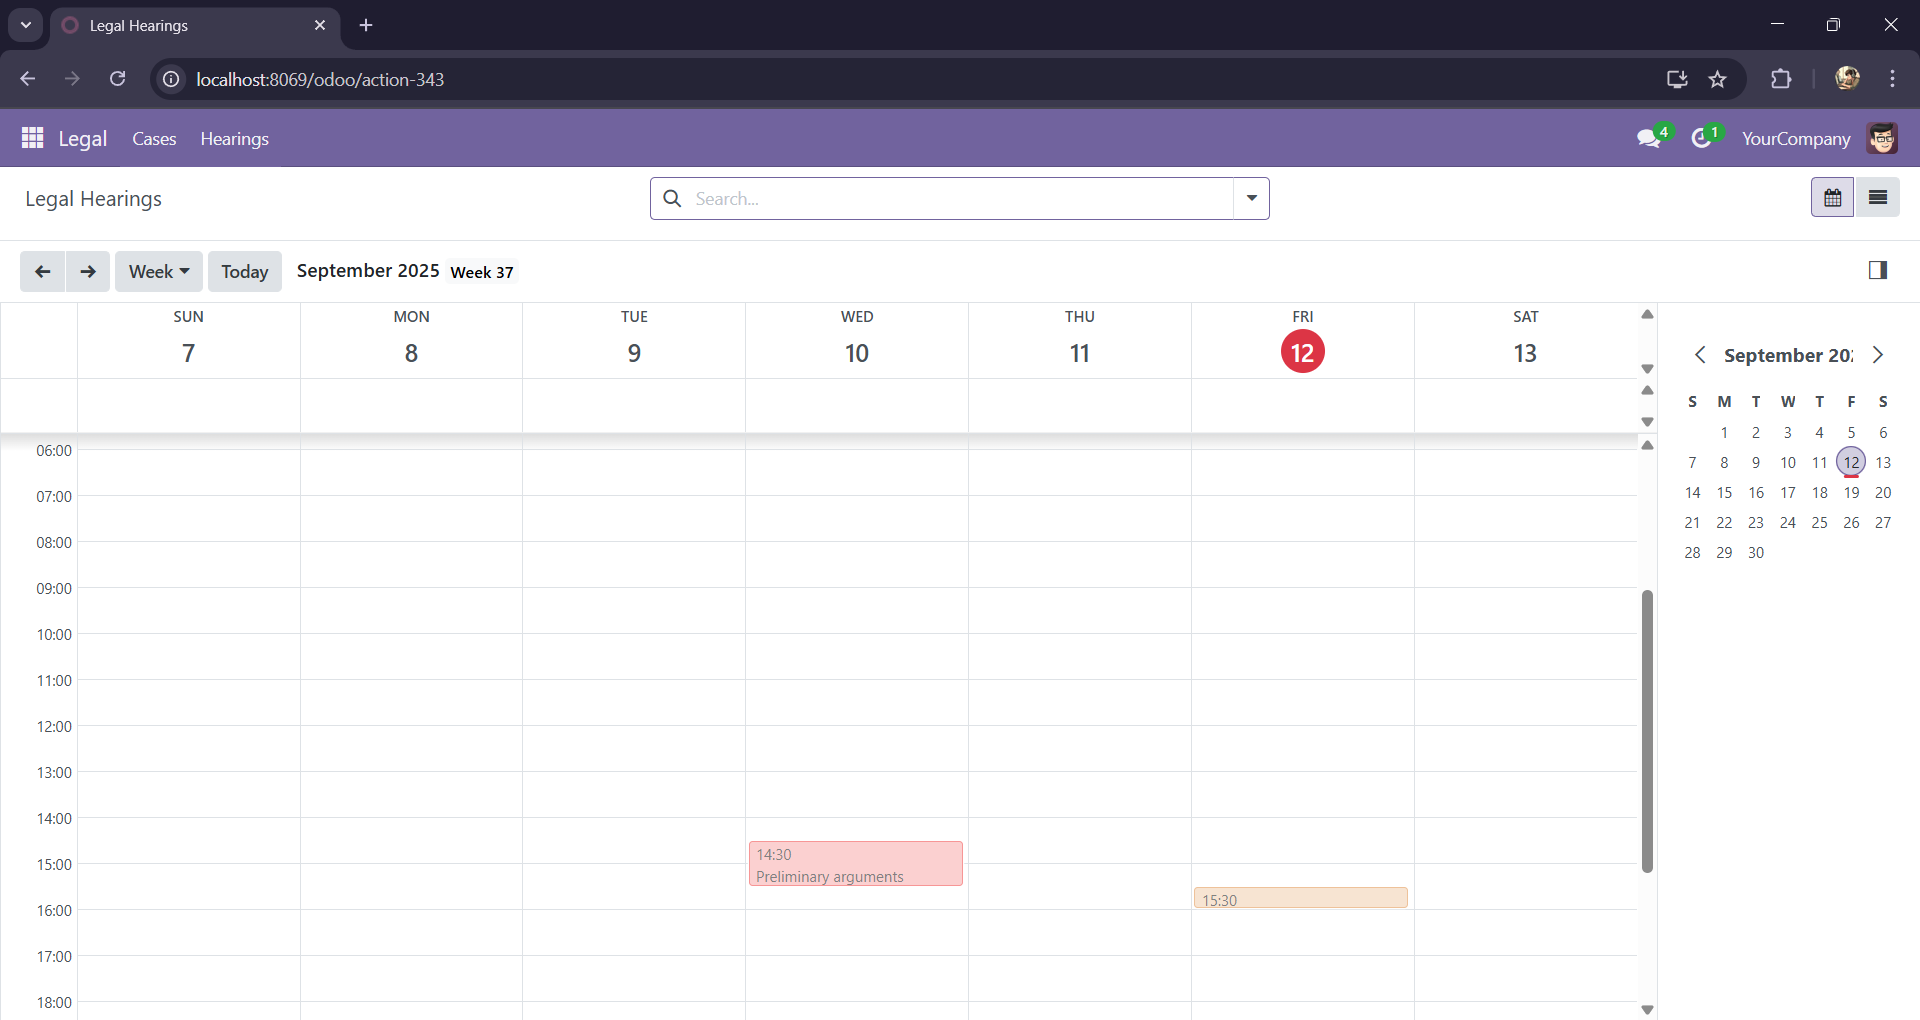 Legal Hearings
localhost:8069/odoo/action-343
Legal Cases Hearings 4 1 YourCompany
Legal Hearings Search...
Week Today September 2025 Week 37
SUN MON TUE WED THU FRI SAT
7 8 9 10 11 12 13
September 202
S M T W T F S
1 2 3 4 5 6
7 8 9 10 11 12 13
14 15 16 17 18 19 20
21 22 23 24 25 26 27
28 29 30
06:00
07:00
08:00
09:00
10:00
11:00
12:00
13:00
14:00
14:30
Preliminary arguments
15:00
15:30
16:00
17:00
18:00